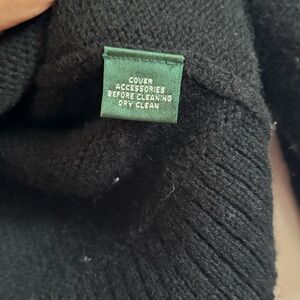 COVER
ACCESSORIES
BEFORE CLEANING
DRY CLEAN